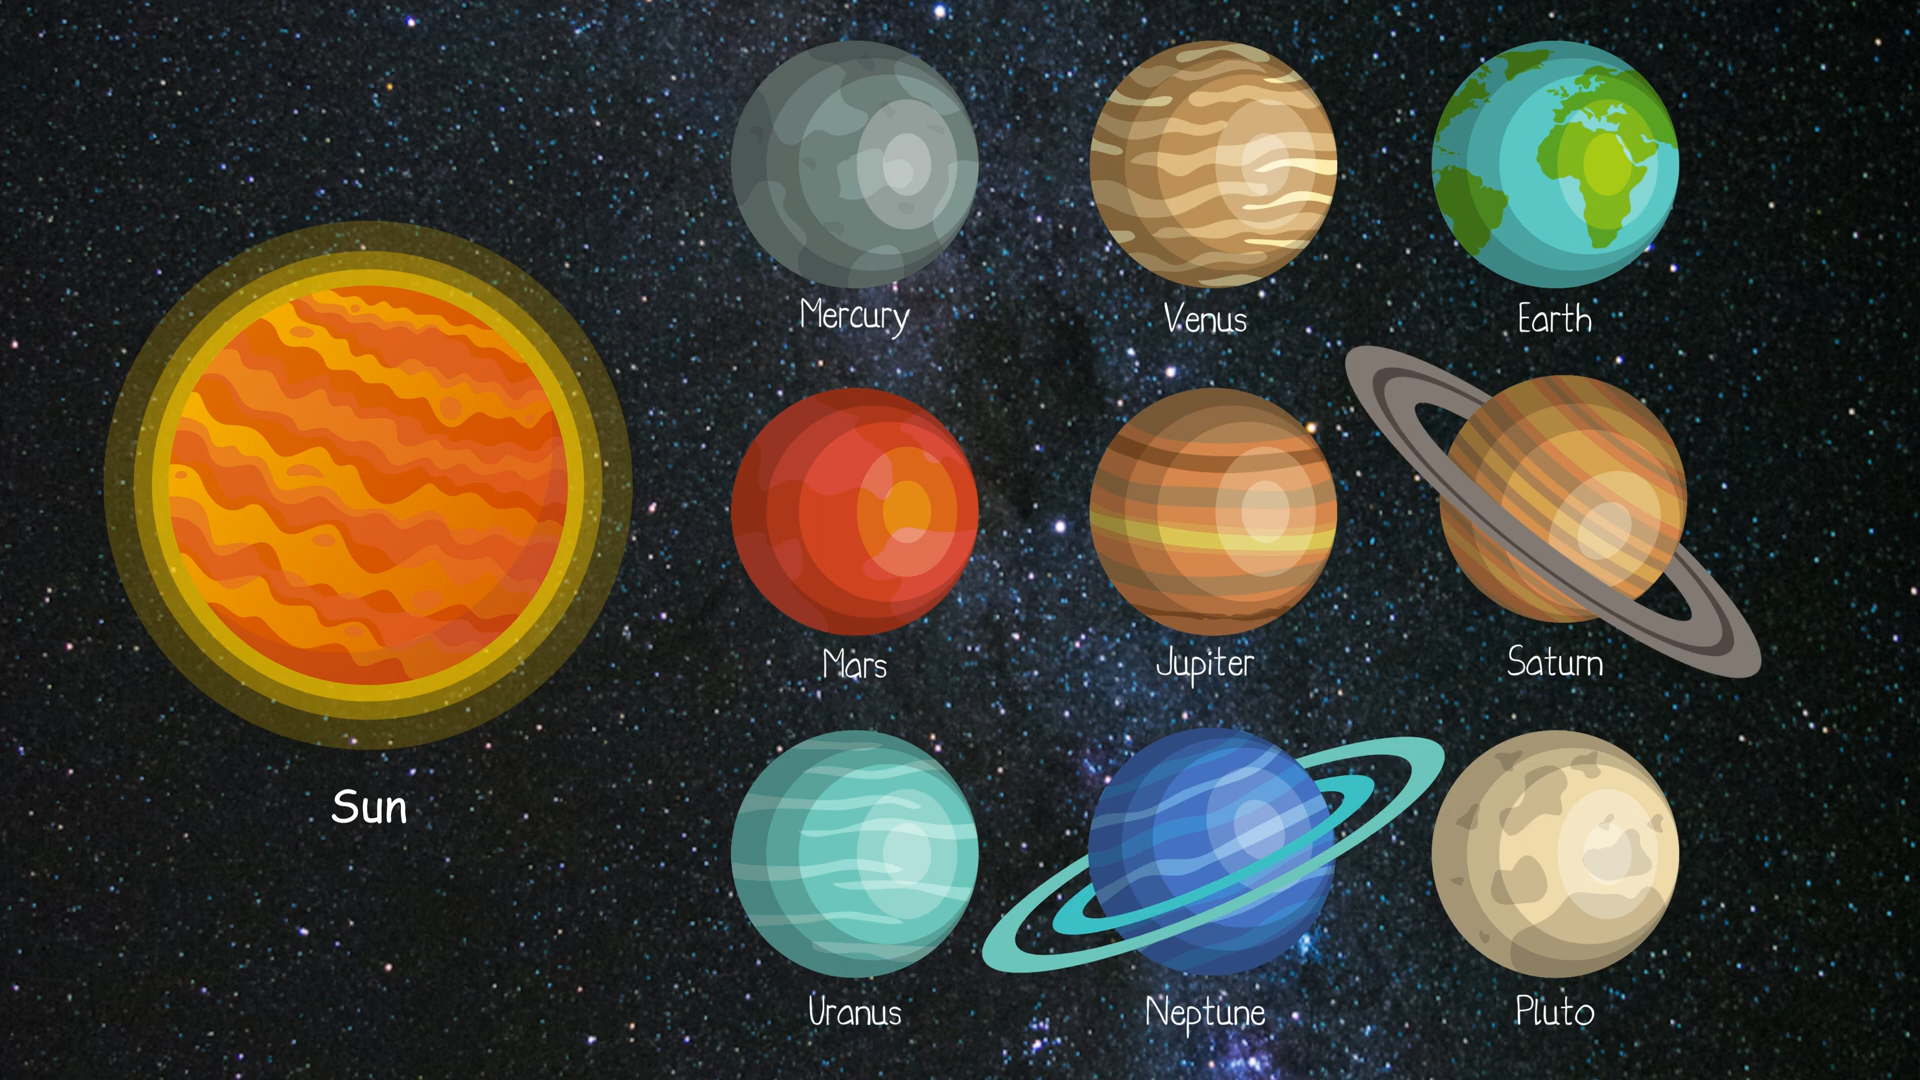 Mercury
Venus
Earth
Mars
Jupiter
Saturn
Sun
Uranus
Neptune
Pluto